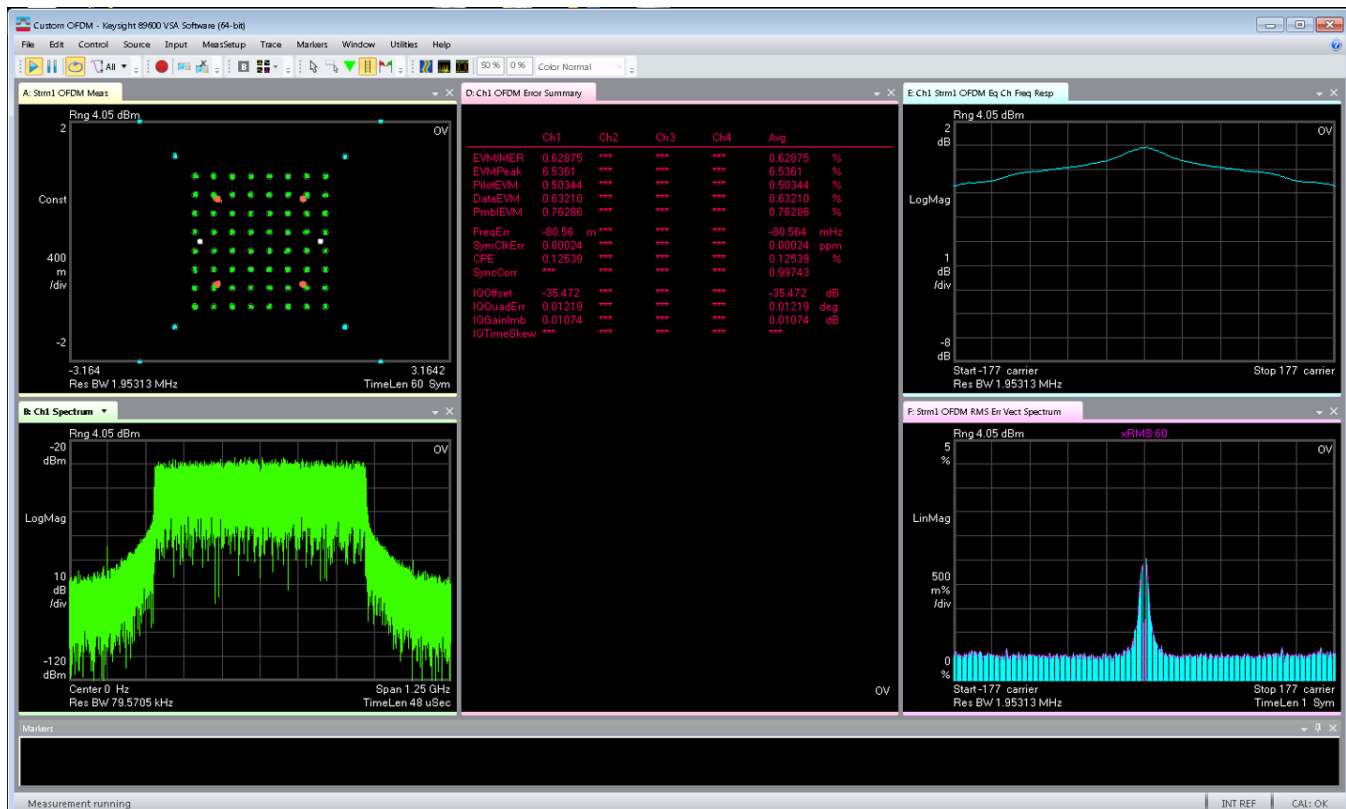 Custom OFDM - Keysight 89600 VSA Software (64-bit)
File Edit Control Source Input MeasSetup Trace Markers Window Utilities Help
All B 50 % 0 % Color Normal
A: Strm1 OFDM Meas
Rng 4.05 dBm
2
OV
Const
400
m
/div
-2
-3.164 3.1642
Res BW 1.95313 MHz TimeLen 60 Sym
B: Ch1 Spectrum
Rng 4.05 dBm
-20
dBm
OV
LogMag
10
dB
/div
-120
dBm
Center 0 Hz Span 1.25 GHz
Res BW 79.5705 kHz TimeLen 48 uSec
D: Ch1 OFDM Error Summary
Ch1 Ch2 Ch3 Ch4 Avg
EVM/MER 0.62875 *** *** *** 0.62875 %
EVMPeak 6.5361 *** *** *** 6.5361 %
PilotEVM 0.50344 *** *** *** 0.50344 %
DataEVM 0.63210 *** *** *** 0.63210 %
PmblEVM 0.76286 *** *** *** 0.76286 %
FreqErr -80.56 m *** *** *** -80.564 mHz
SymClkErr 0.00024 *** *** *** 0.00024 ppm
CPE 0.12539 *** *** *** 0.12539 %
SyncCorr *** *** *** *** 0.99743
IQOffset -35.472 *** *** *** -35.472 dB
IQQuadErr 0.01219 *** *** *** 0.01219 deg
IQGainImb 0.01074 *** *** *** 0.01074 dB
IQTimeSkew *** *** *** *** ***
OV
E: Ch1 Strm1 OFDM Eq Ch Freq Resp
Rng 4.05 dBm
2
dB
OV
LogMag
1
dB
/div
-8
dB
Start -177 carrier Stop 177 carrier
Res BW 1.95313 MHz
F: Strm1 OFDM RMS Err Vect Spectrum
Rng 4.05 dBm xRMS:60
5
%
OV
LinMag
500
m%
/div
0
%
Start -177 carrier Stop 177 carrier
Res BW 1.95313 MHz TimeLen 1 Sym
Markers
Measurement running INT REF CAL: OK